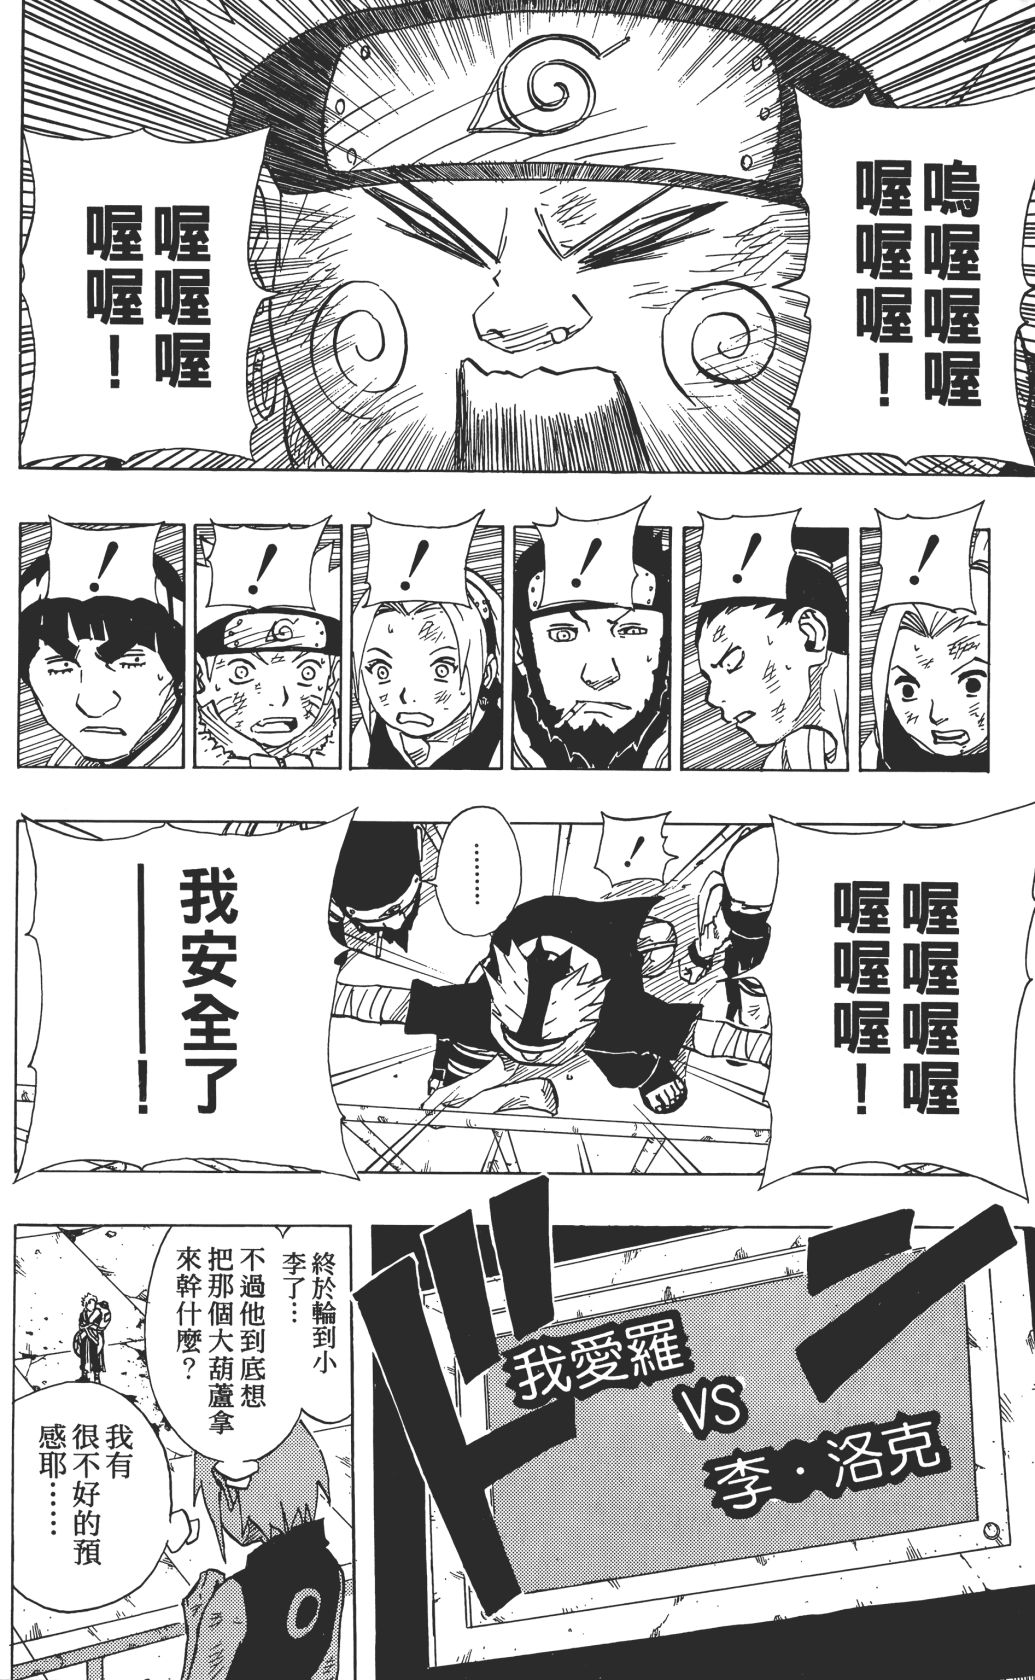 嗚喔喔喔
喔喔喔！
喔喔喔
喔喔！
！
！
！
！
！
！
喔喔喔喔
喔喔喔！
！
……
我安全了
——！
我愛羅
VS
李·洛克
終於輪到小
李了…
不過他到底想
把那個大葫蘆拿
來幹什麼？
我有
很不好的預
感耶……